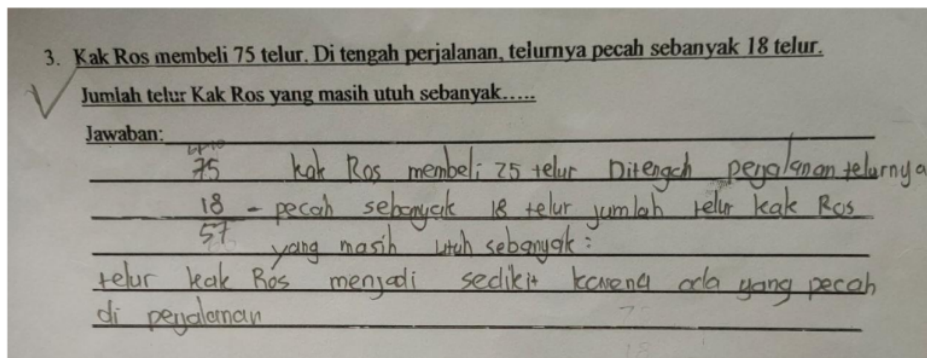 3. Kak Ros membeli 75 telur. Di tengah perjalanan, telurnya pecah sebanyak 18 telur.
Jumlah telur Kak Ros yang masih utuh sebanyak.....
Jawaban:
75 kak Ros membeli 75 telur Ditengah perjalanan telurnya
18 - pecah sebanyak 18 telur jumlah telur kak Ros
57 yang masih utuh sebanyak :
telur kak Ros menjadi sedikit karena ada yang pecah
di perjalanan